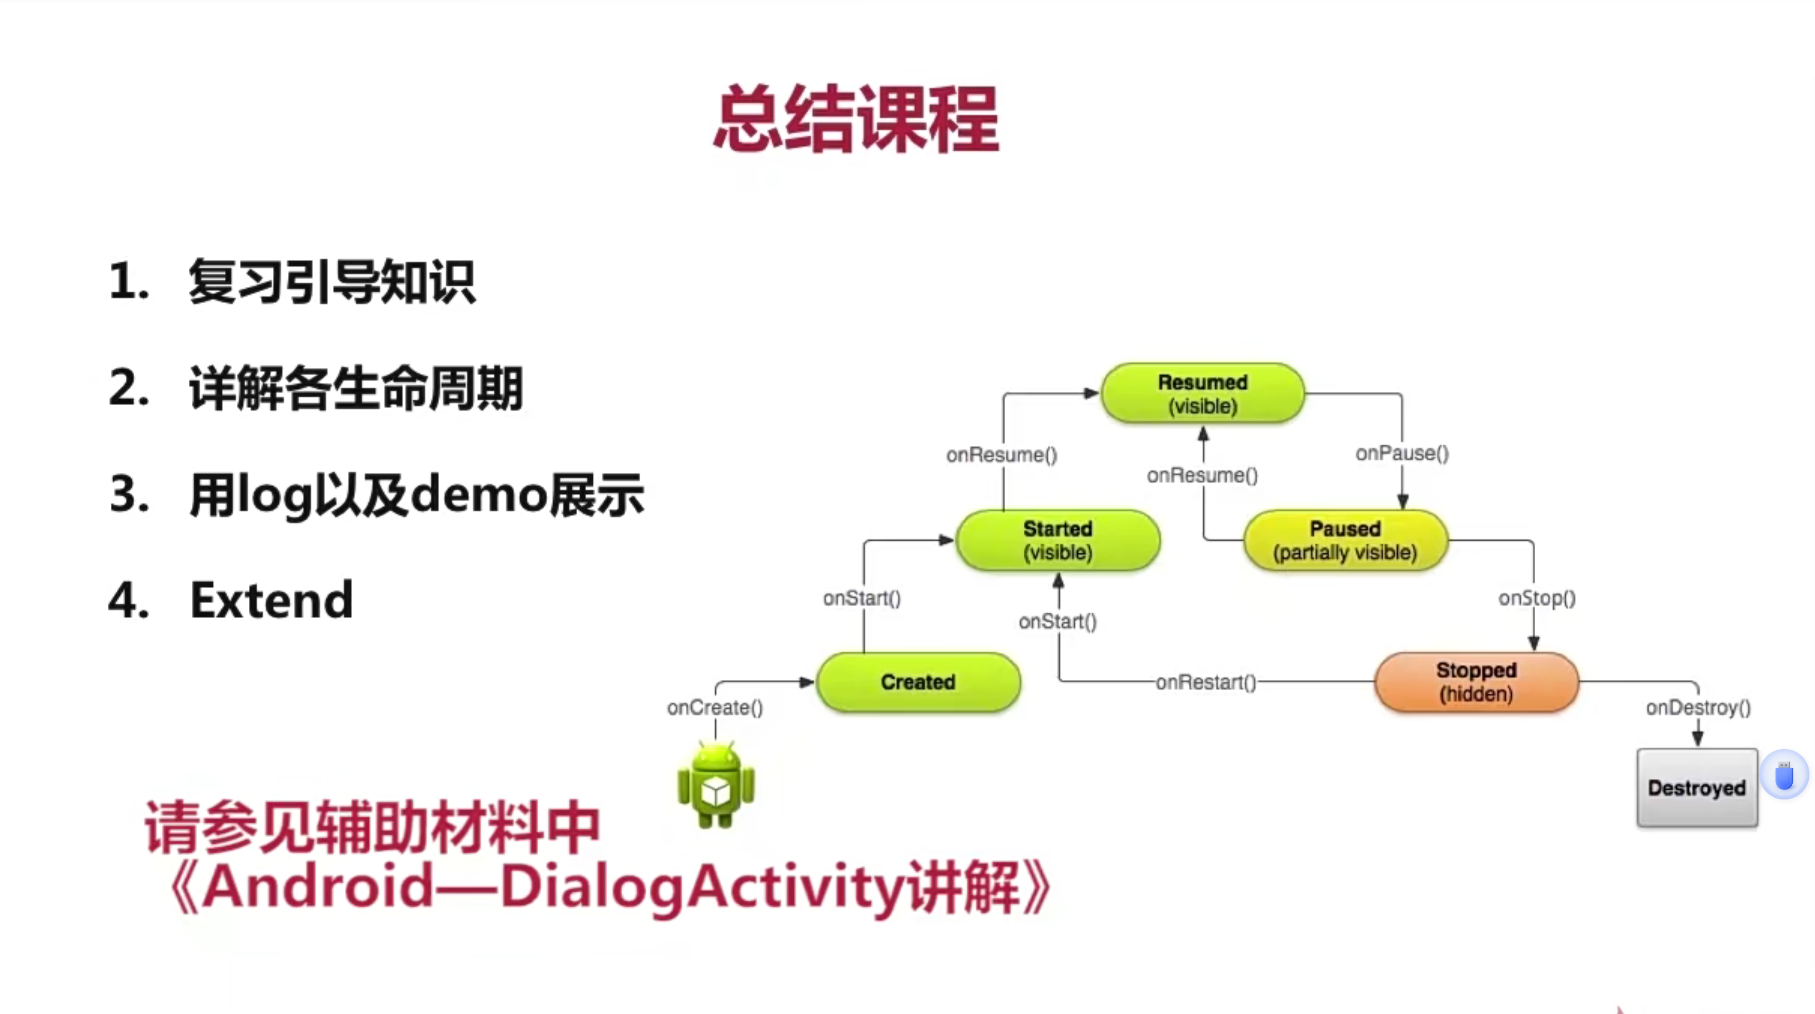 总结课程
1. 复习引导知识
2. 详解各生命周期
3. 用log以及demo展示
4. Extend
请参见辅助材料中
《Android—DialogActivity讲解》
Resumed
(visible)
onResume()
onResume()
onPause()
Started
(visible)
Paused
(partially visible)
onStart()
onStart()
onStop()
Created
onRestart()
Stopped
(hidden)
onCreate()
onDestroy()
Destroyed